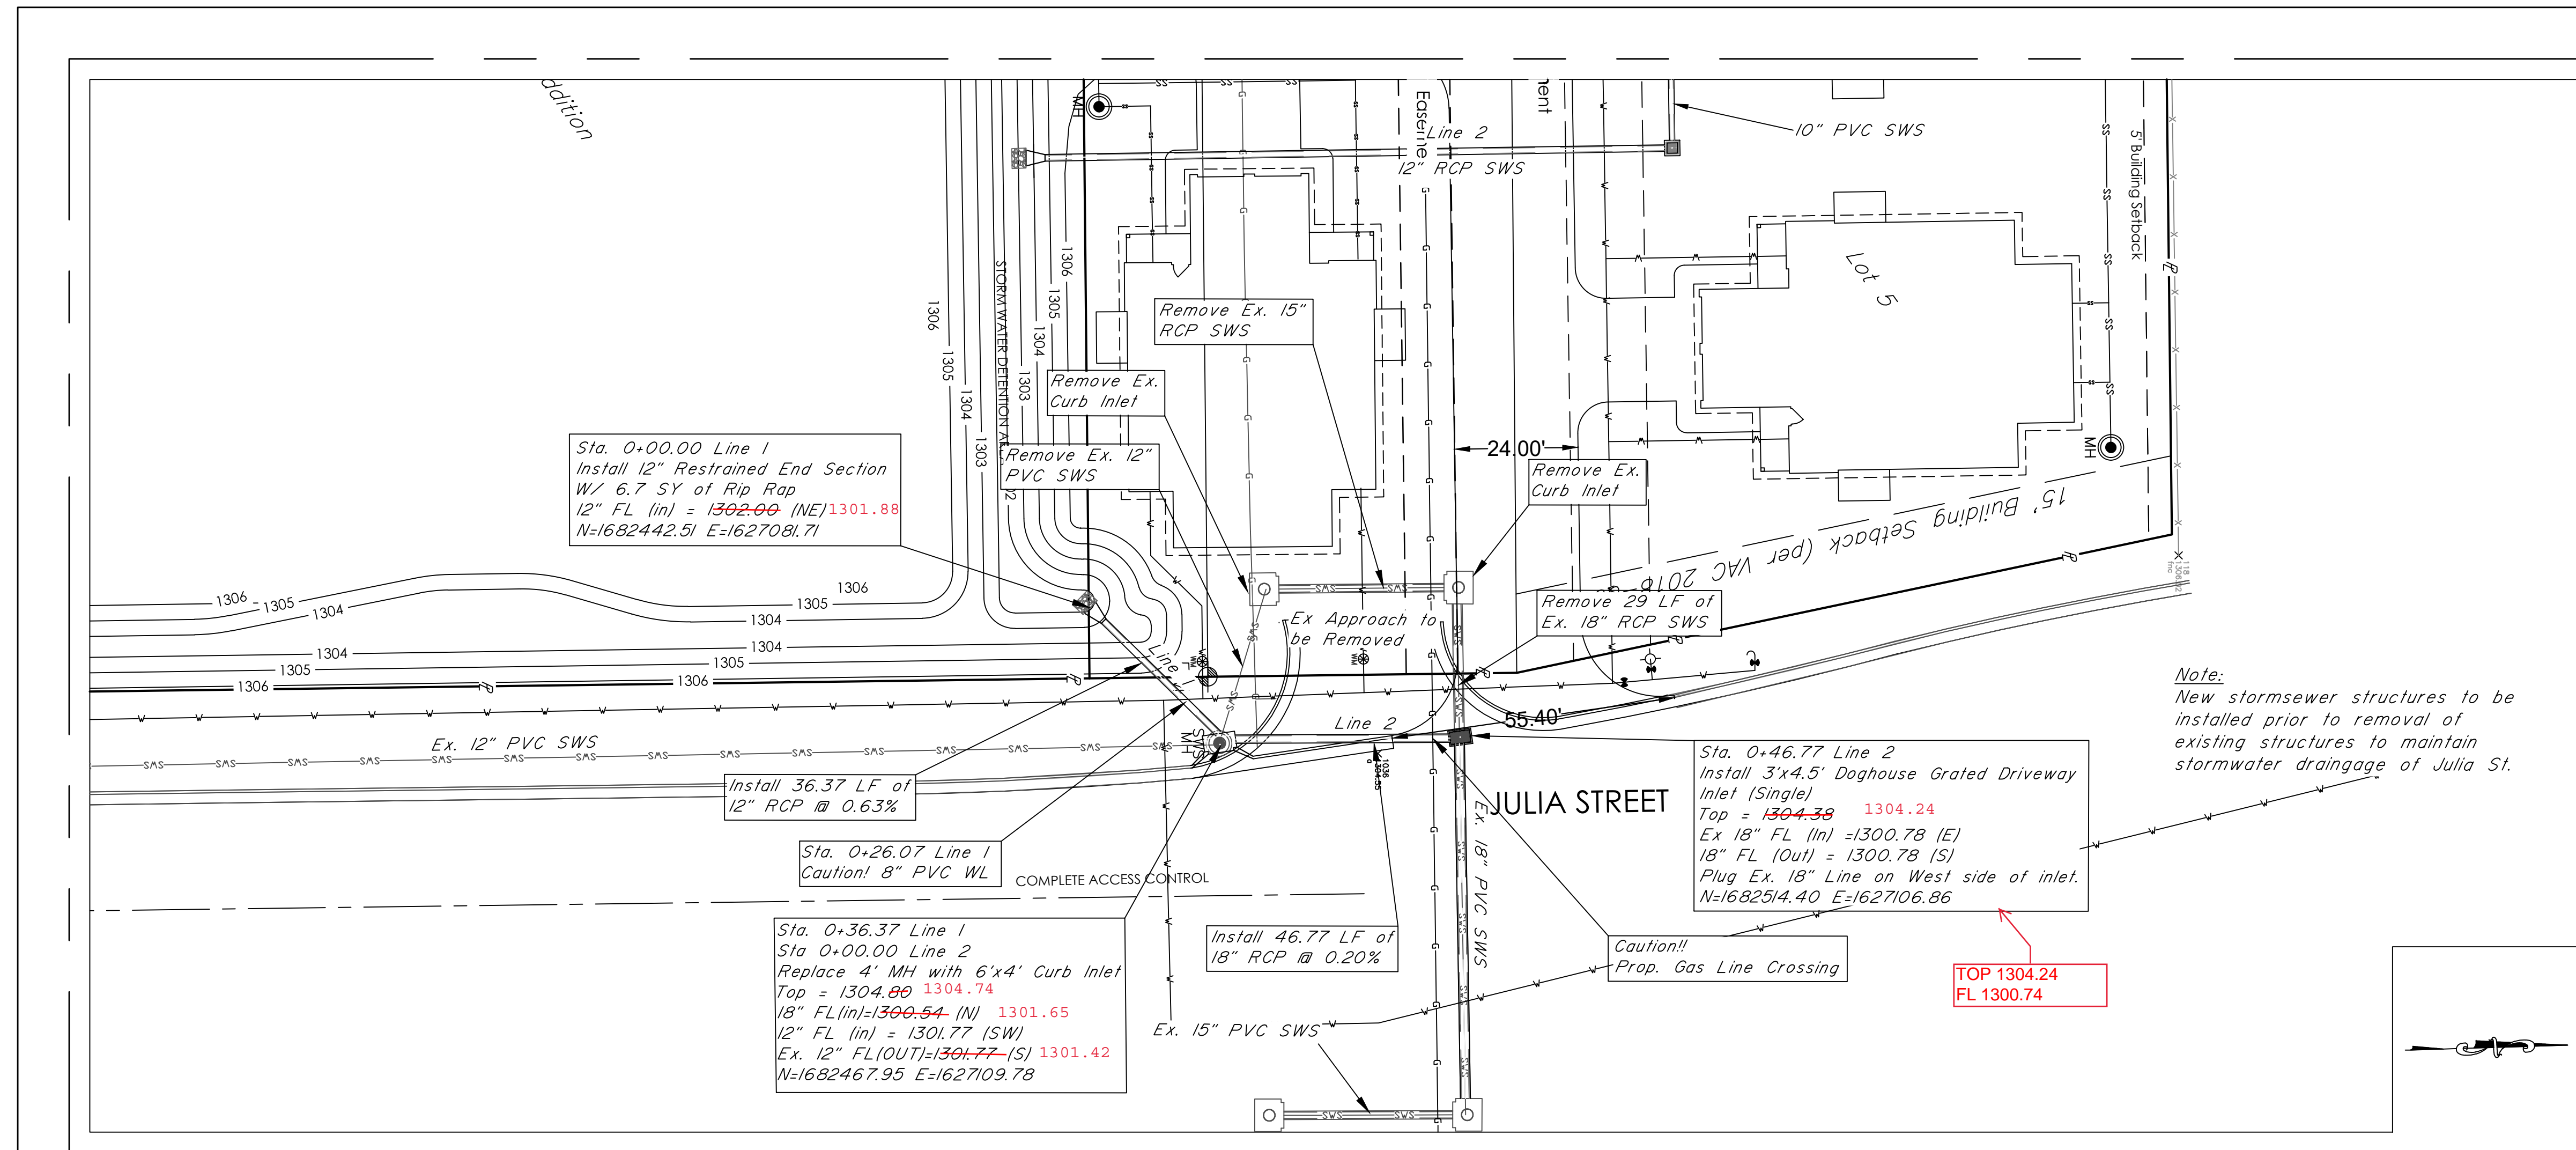 ddition
MH
SS
SS
Easeme
ment
Line 2
12" RCP SWS
10" PVC SWS
5' Building Setback
Lot 5
1306
1305
1304
1303
STORM WATER DETENTION
1303
1304
1305
1306
Remove Ex. 15"
RCP SWS
Remove Ex.
Curb Inlet
Remove Ex. 12"
PVC SWS
24.00'
Remove Ex.
Curb Inlet
MH
15' Building Setback (per VAC 2016-
Sta. 0+00.00 Line 1
Install 12" Restrained End Section
W/ 6.7 SY of Rip Rap
12" FL (in) = 1302.00 (NE) 1301.88
N=1682442.51 E=1627081.71
Remove 29 LF of
Ex. 18" RCP SWS
Ex Approach to
be Removed
1306
1305
1304
1306
1305
1304
1304
1304
1305
1305
1306
1306
Line 1
WM
WM
118
fnc
Ex. 12" PVC SWS
SWS
MH
Line 2
55.40'
1036
Note:
New stormsewer structures to be
installed prior to removal of
existing structures to maintain
stormwater draingage of Julia St.
Install 36.37 LF of
12" RCP @ 0.63%
JULIA STREET
Ex. 18" PVC SWS
Sta. 0+46.77 Line 2
Install 3'x4.5' Doghouse Grated Driveway
Inlet (Single)
Top = 1304.38 1304.24
Ex 18" FL (In) =1300.78 (E)
18" FL (Out) = 1300.78 (S)
Plug Ex. 18" Line on West side of inlet.
N=1682514.40 E=1627106.86
Sta. 0+26.07 Line 1
Caution! 8" PVC WL
COMPLETE ACCESS CONTROL
Sta. 0+36.37 Line 1
Sta 0+00.00 Line 2
Replace 4' MH with 6'x4' Curb Inlet
Top = 1304.80 1304.74
18" FL(in)=1300.54 (N) 1301.65
12" FL (in) = 1301.77 (SW)
Ex. 12" FL(OUT)=1301.77 (S) 1301.42
N=1682467.95 E=1627109.78
Install 46.77 LF of
18" RCP @ 0.20%
Caution!!
Prop. Gas Line Crossing
TOP 1304.24
FL 1300.74
Ex. 15" PVC SWS